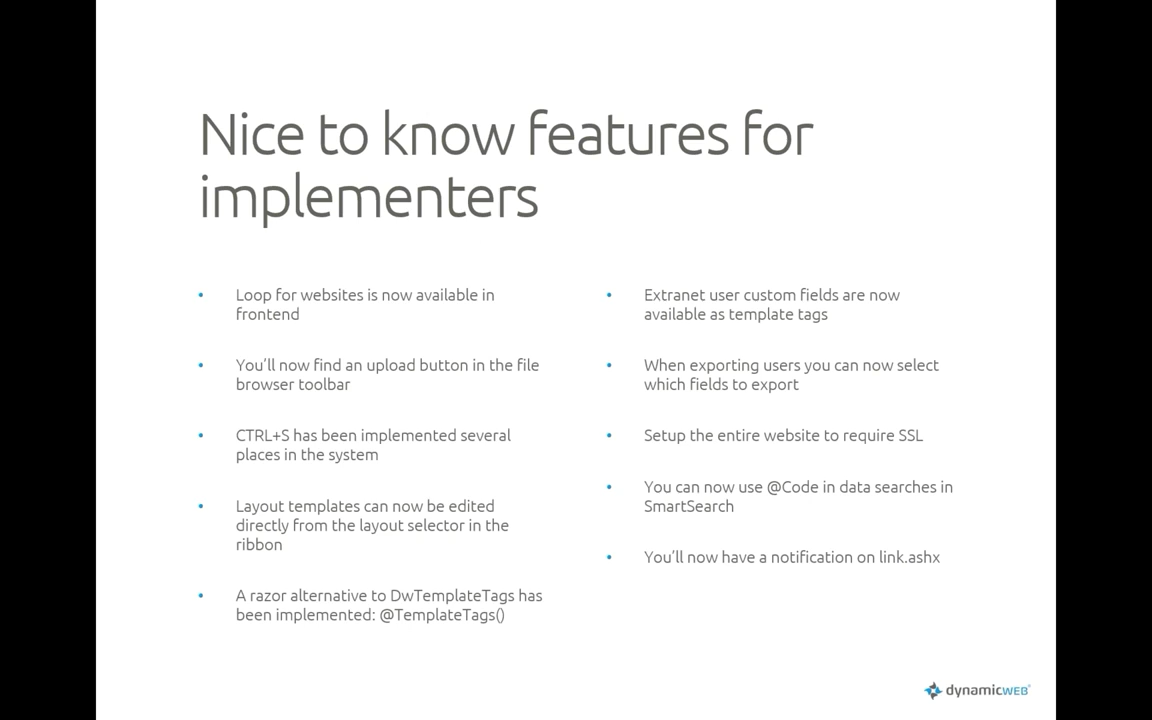 Nice to know features for
implementers
• Loop for websites is now available in
frontend
• You'll now find an upload button in the file
browser toolbar
• CTRL+S has been implemented several
places in the system
• Layout templates can now be edited
directly from the layout selector in the
ribbon
• A razor alternative to DwTemplateTags has
been implemented: @TemplateTags()
• Extranet user custom fields are now
available as template tags
• When exporting users you can now select
which fields to export
• Setup the entire website to require SSL
• You can now use @Code in data searches in
SmartSearch
• You'll now have a notification on link.ashx
dynamicWEB